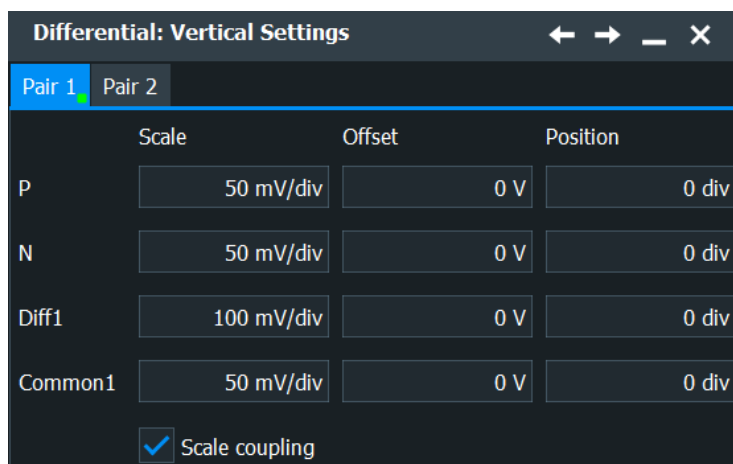 Differential: Vertical Settings
Pair 1 Pair 2
Scale Offset Position
P 50 mV/div 0 V 0 div
N 50 mV/div 0 V 0 div
Diff1 100 mV/div 0 V 0 div
Common1 50 mV/div 0 V 0 div
Scale coupling